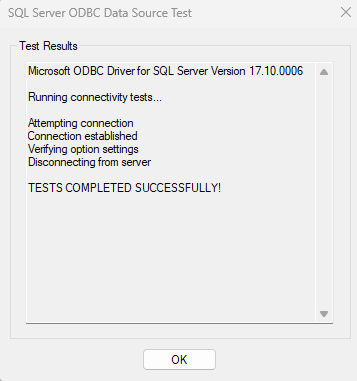 SQL Server ODBC Data Source Test
Test Results
Microsoft ODBC Driver for SQL Server Version 17.10.0006
Running connectivity tests...
Attempting connection
Connection established
Verifying option settings
Disconnecting from server
TESTS COMPLETED SUCCESSFULLY!
OK